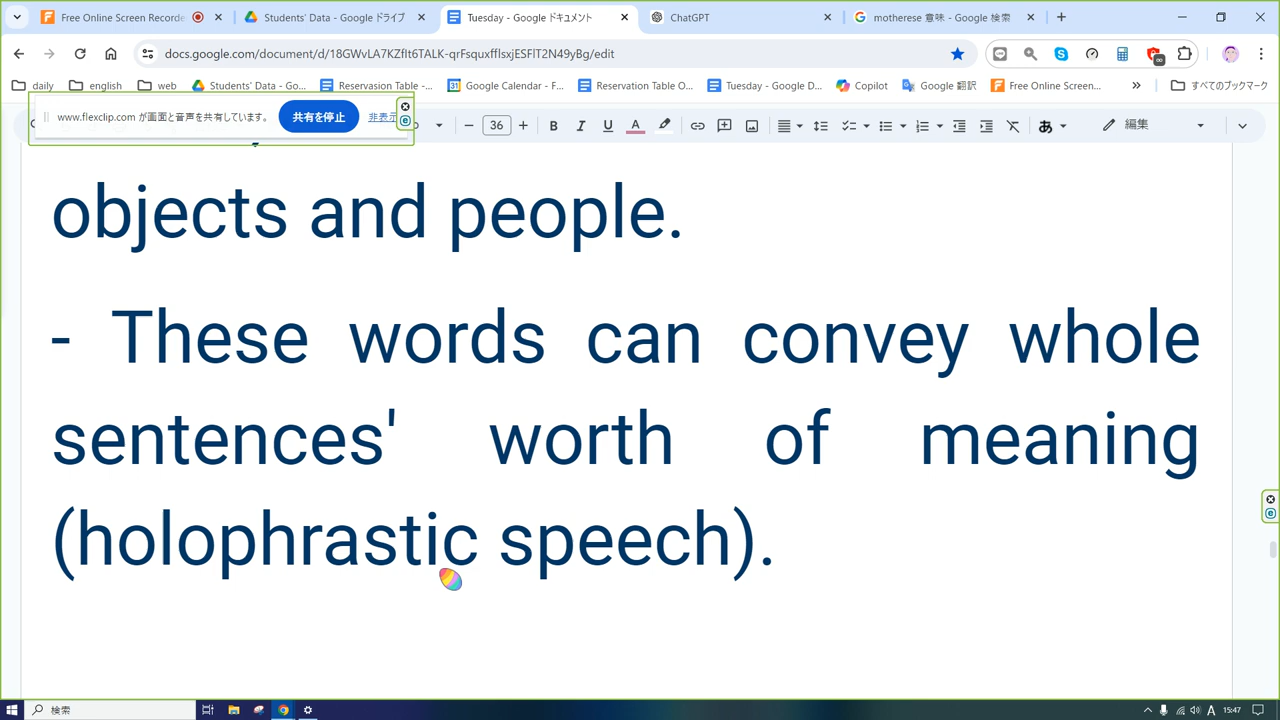 Free Online Screen Recorde
Students' Data - Google ドライブ
Tuesday - Google ドキュメント
ChatGPT
motherese 意味 - Google 検索
docs.google.com/document/d/18GWvLA7KZflt6TALK-qrFsquxfflsxjESFlT2N49yBg/edit
daily
english
web
Students' Data - Go...
Reservation Table -...
Google Calendar - F...
Reservation Table O...
Tuesday - Google D...
Copilot
Google 翻訳
Free Online Screen...
すべてのブックマーク
www.flexclip.com が画面と音声を共有しています。
共有を停止
非表示
36
B I U A
あ
編集
objects and people.
- These words can convey whole
sentences' worth of meaning
(holophrastic speech).
検索
A
15:47